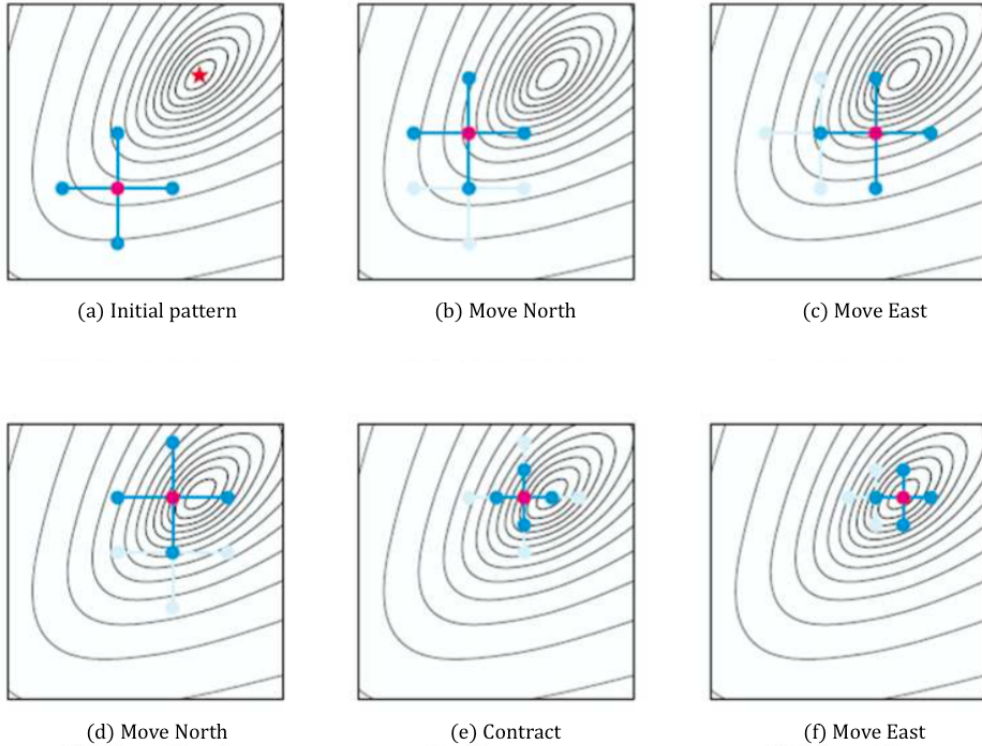 (a) Initial pattern
(b) Move North
(c) Move East
(d) Move North
(e) Contract
(f) Move East